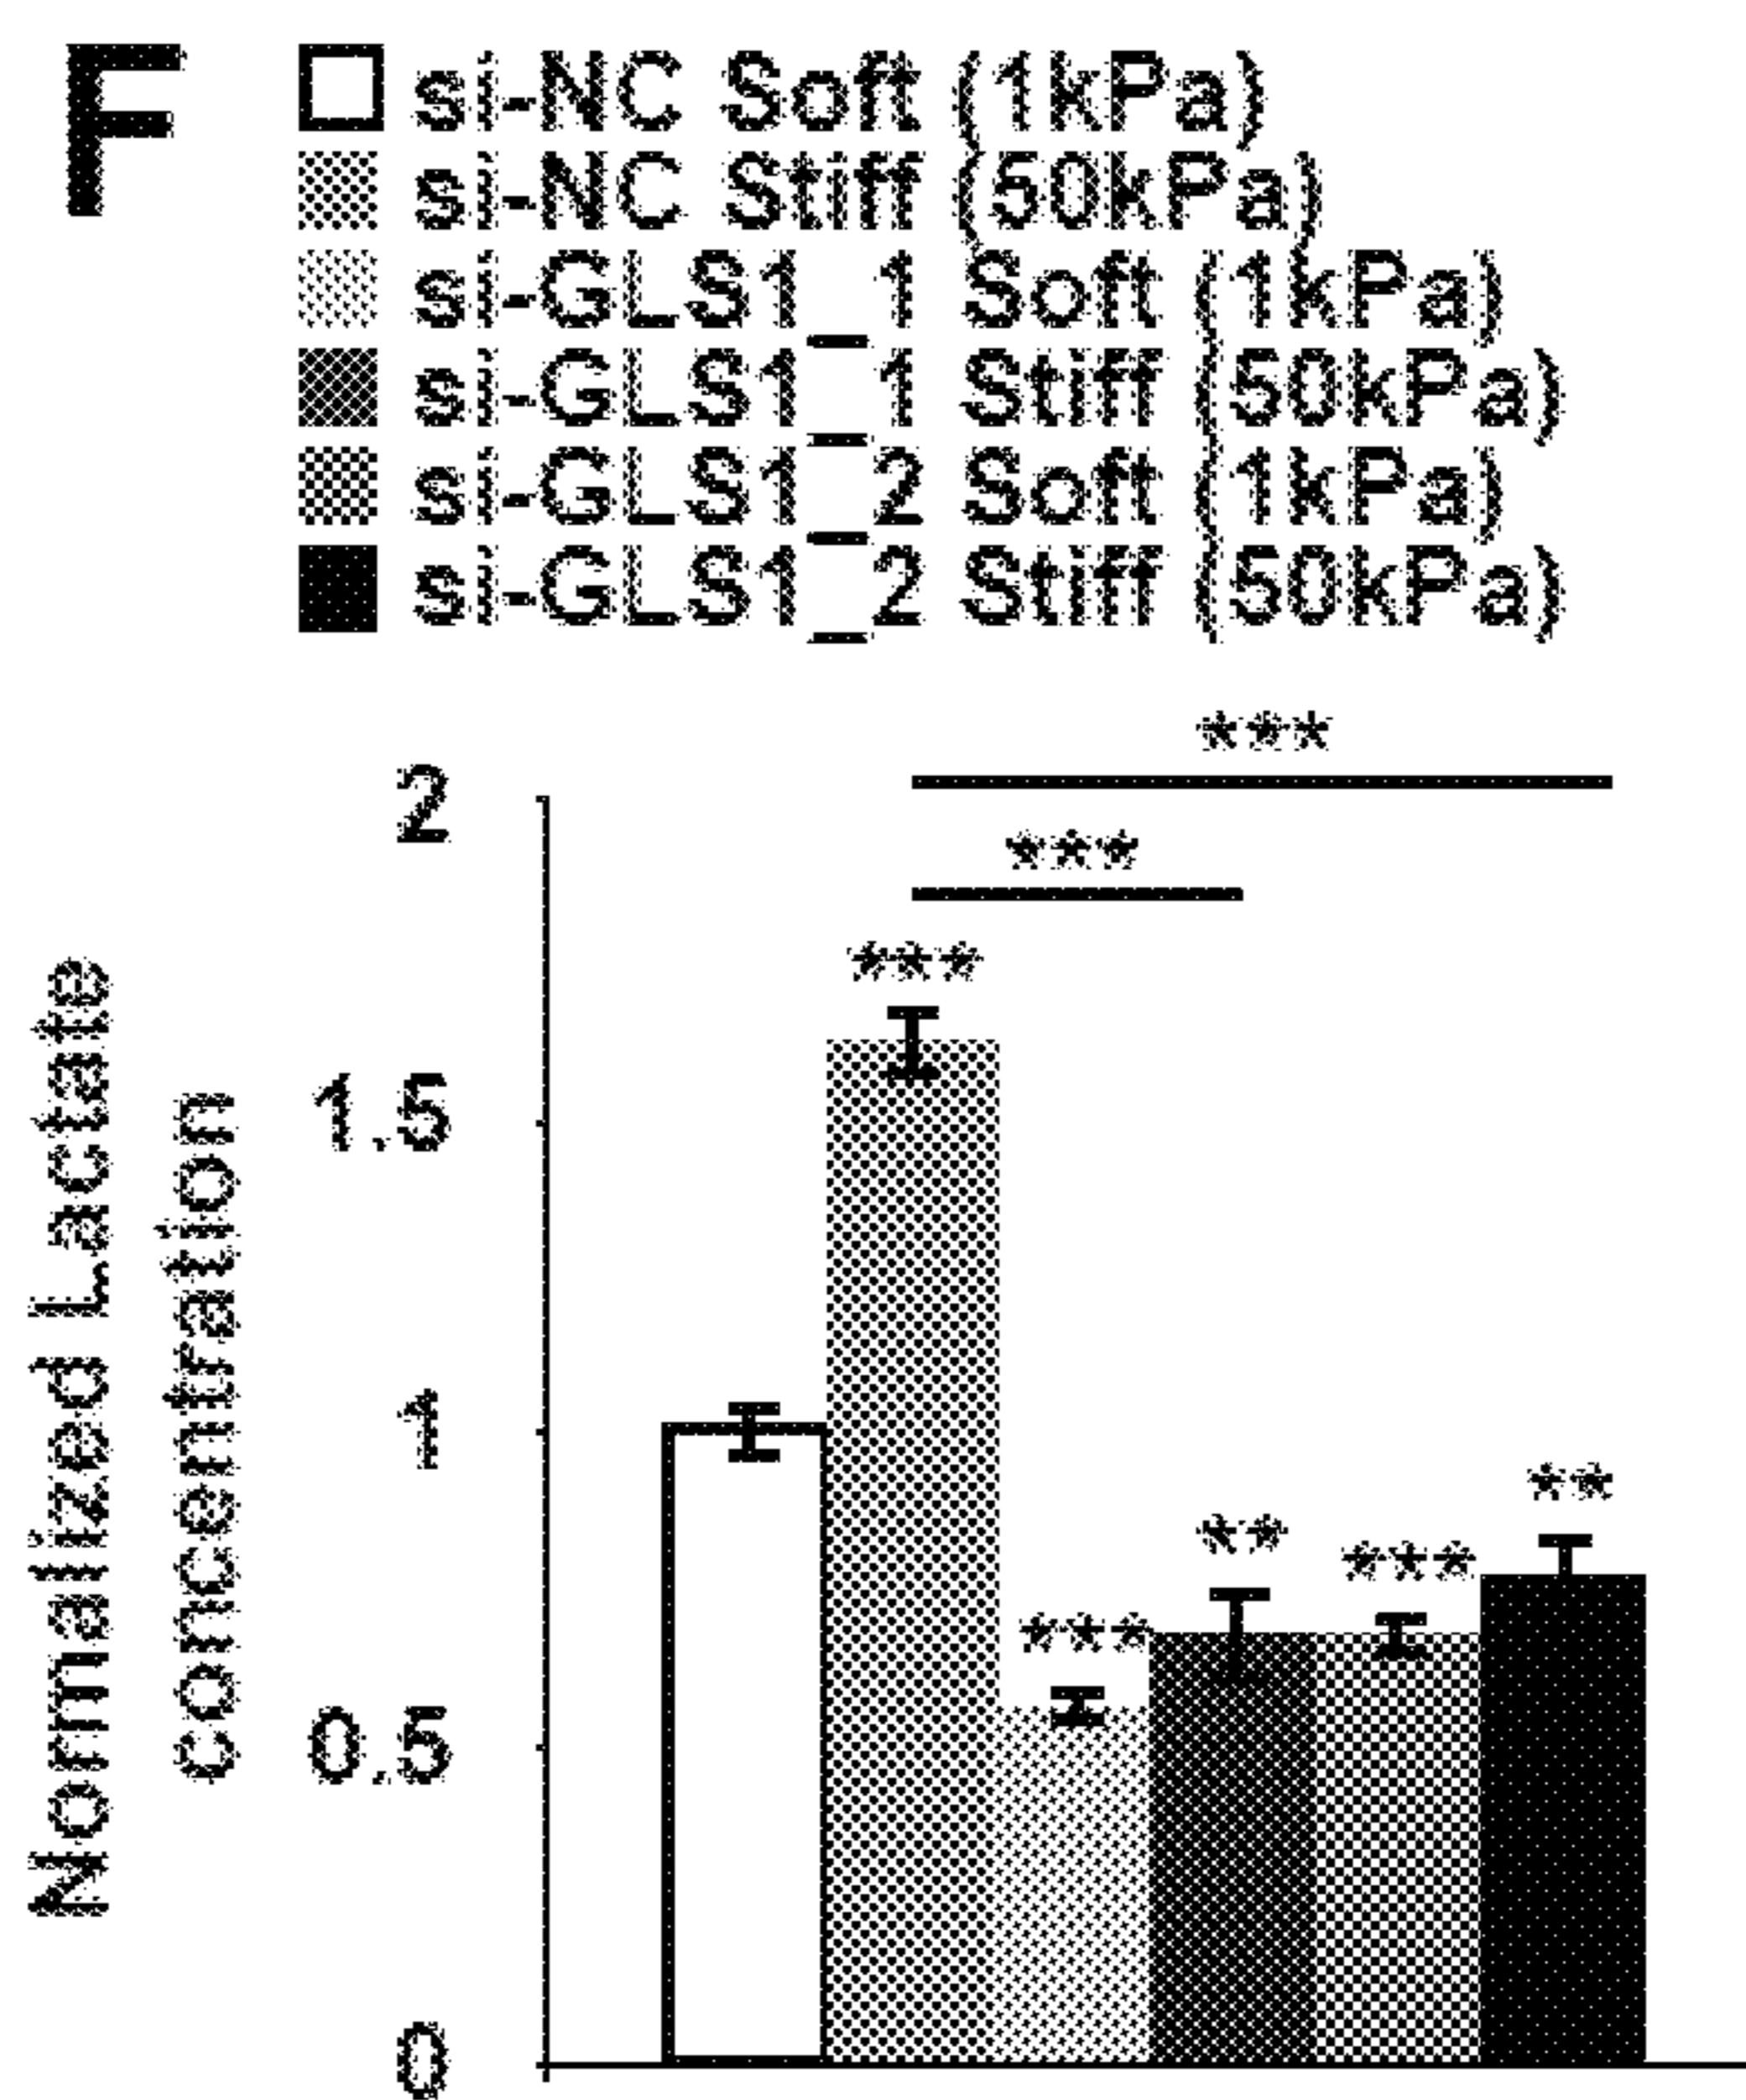 F
si-NC Soft (1kPa)
si-NC Stiff (50kPa)
si-GLS1_1 Soft (1kPa)
si-GLS1_1 Stiff (50kPa)
si-GLS1_2 Soft (1kPa)
si-GLS1_2 Stiff (50kPa)
***
2
***
***
1.5
1
**
**
***
***
0.5
0
Normalized Lactate
concentration